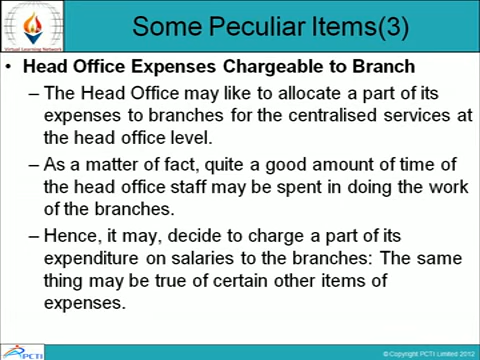 Some Peculiar Items(3)
Virtual Learning Network
• Head Office Expenses Chargeable to Branch
– The Head Office may like to allocate a part of its
expenses to branches for the centralised services at
the head office level.
– As a matter of fact, quite a good amount of time of
the head office staff may be spent in doing the work
of the branches.
– Hence, it may, decide to charge a part of its
expenditure on salaries to the branches: The same
thing may be true of certain other items of
expenses.
PCTI
© Copyright PCTI Limited 2012